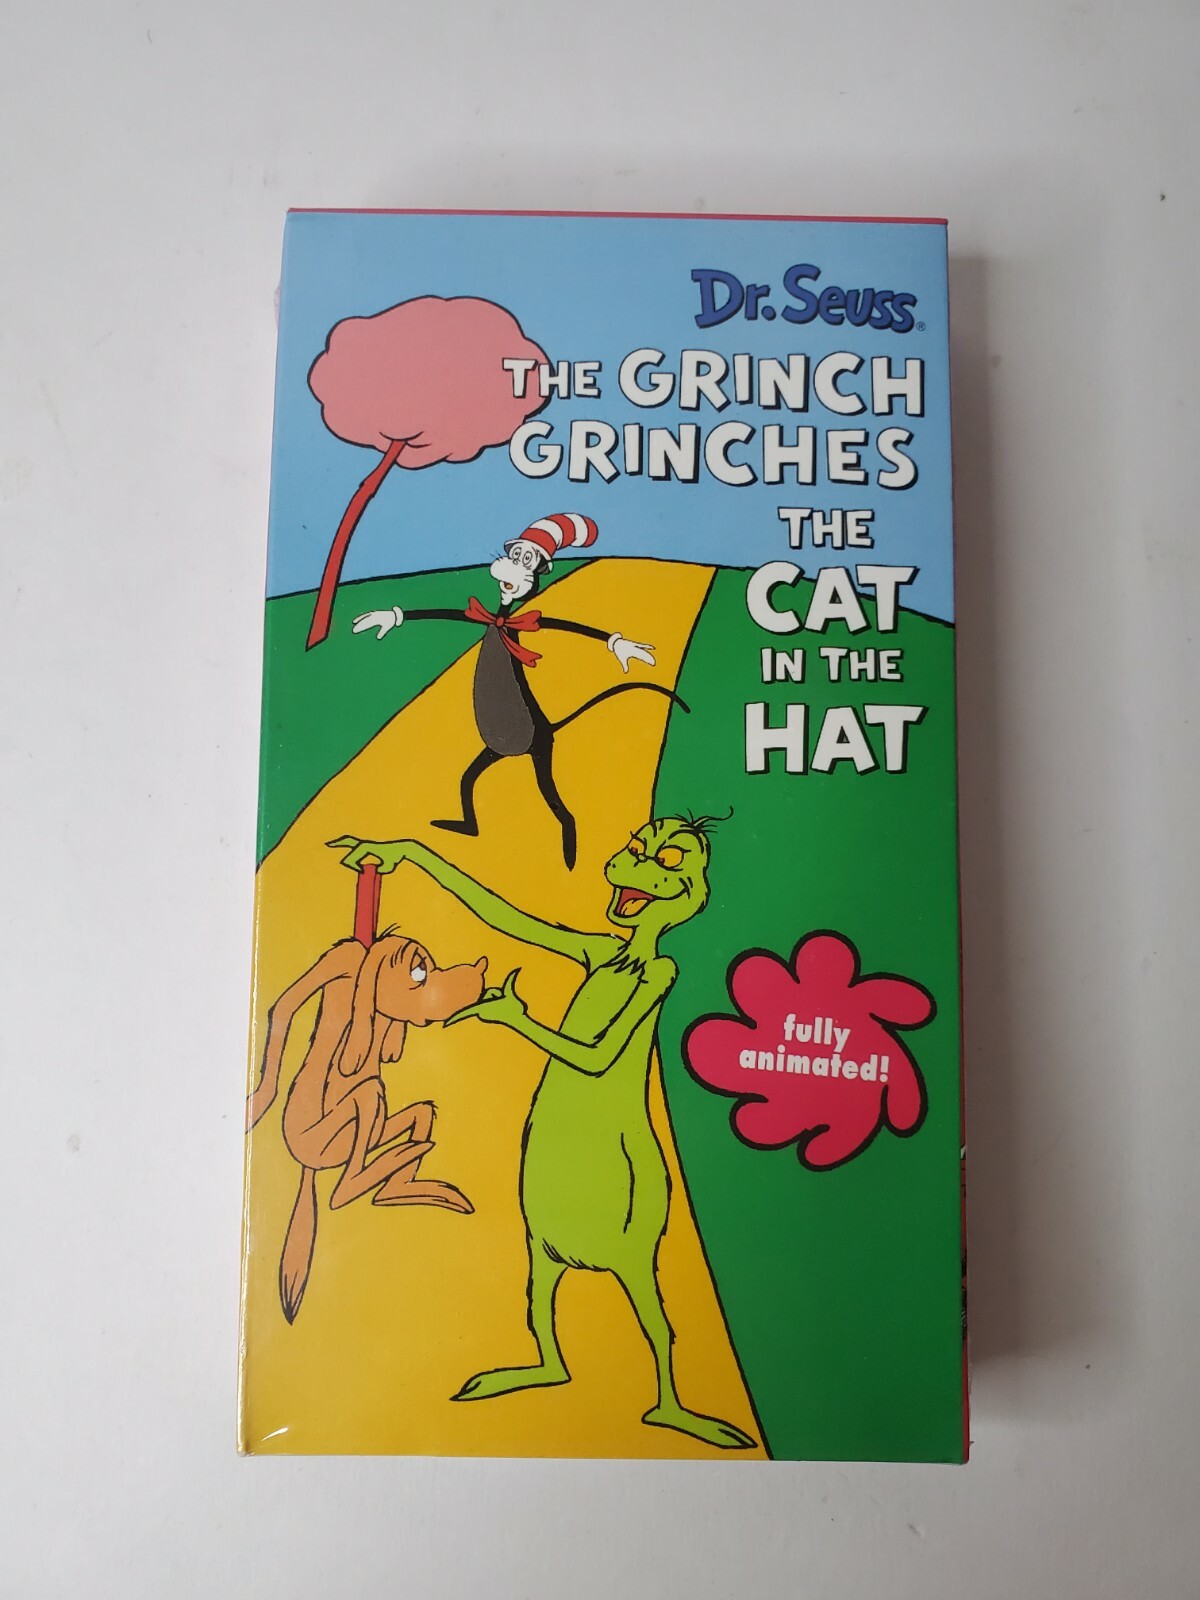 Dr. Seuss®
THE GRINCH
GRINCHES
THE
CAT
IN THE
HAT
fully
animated!